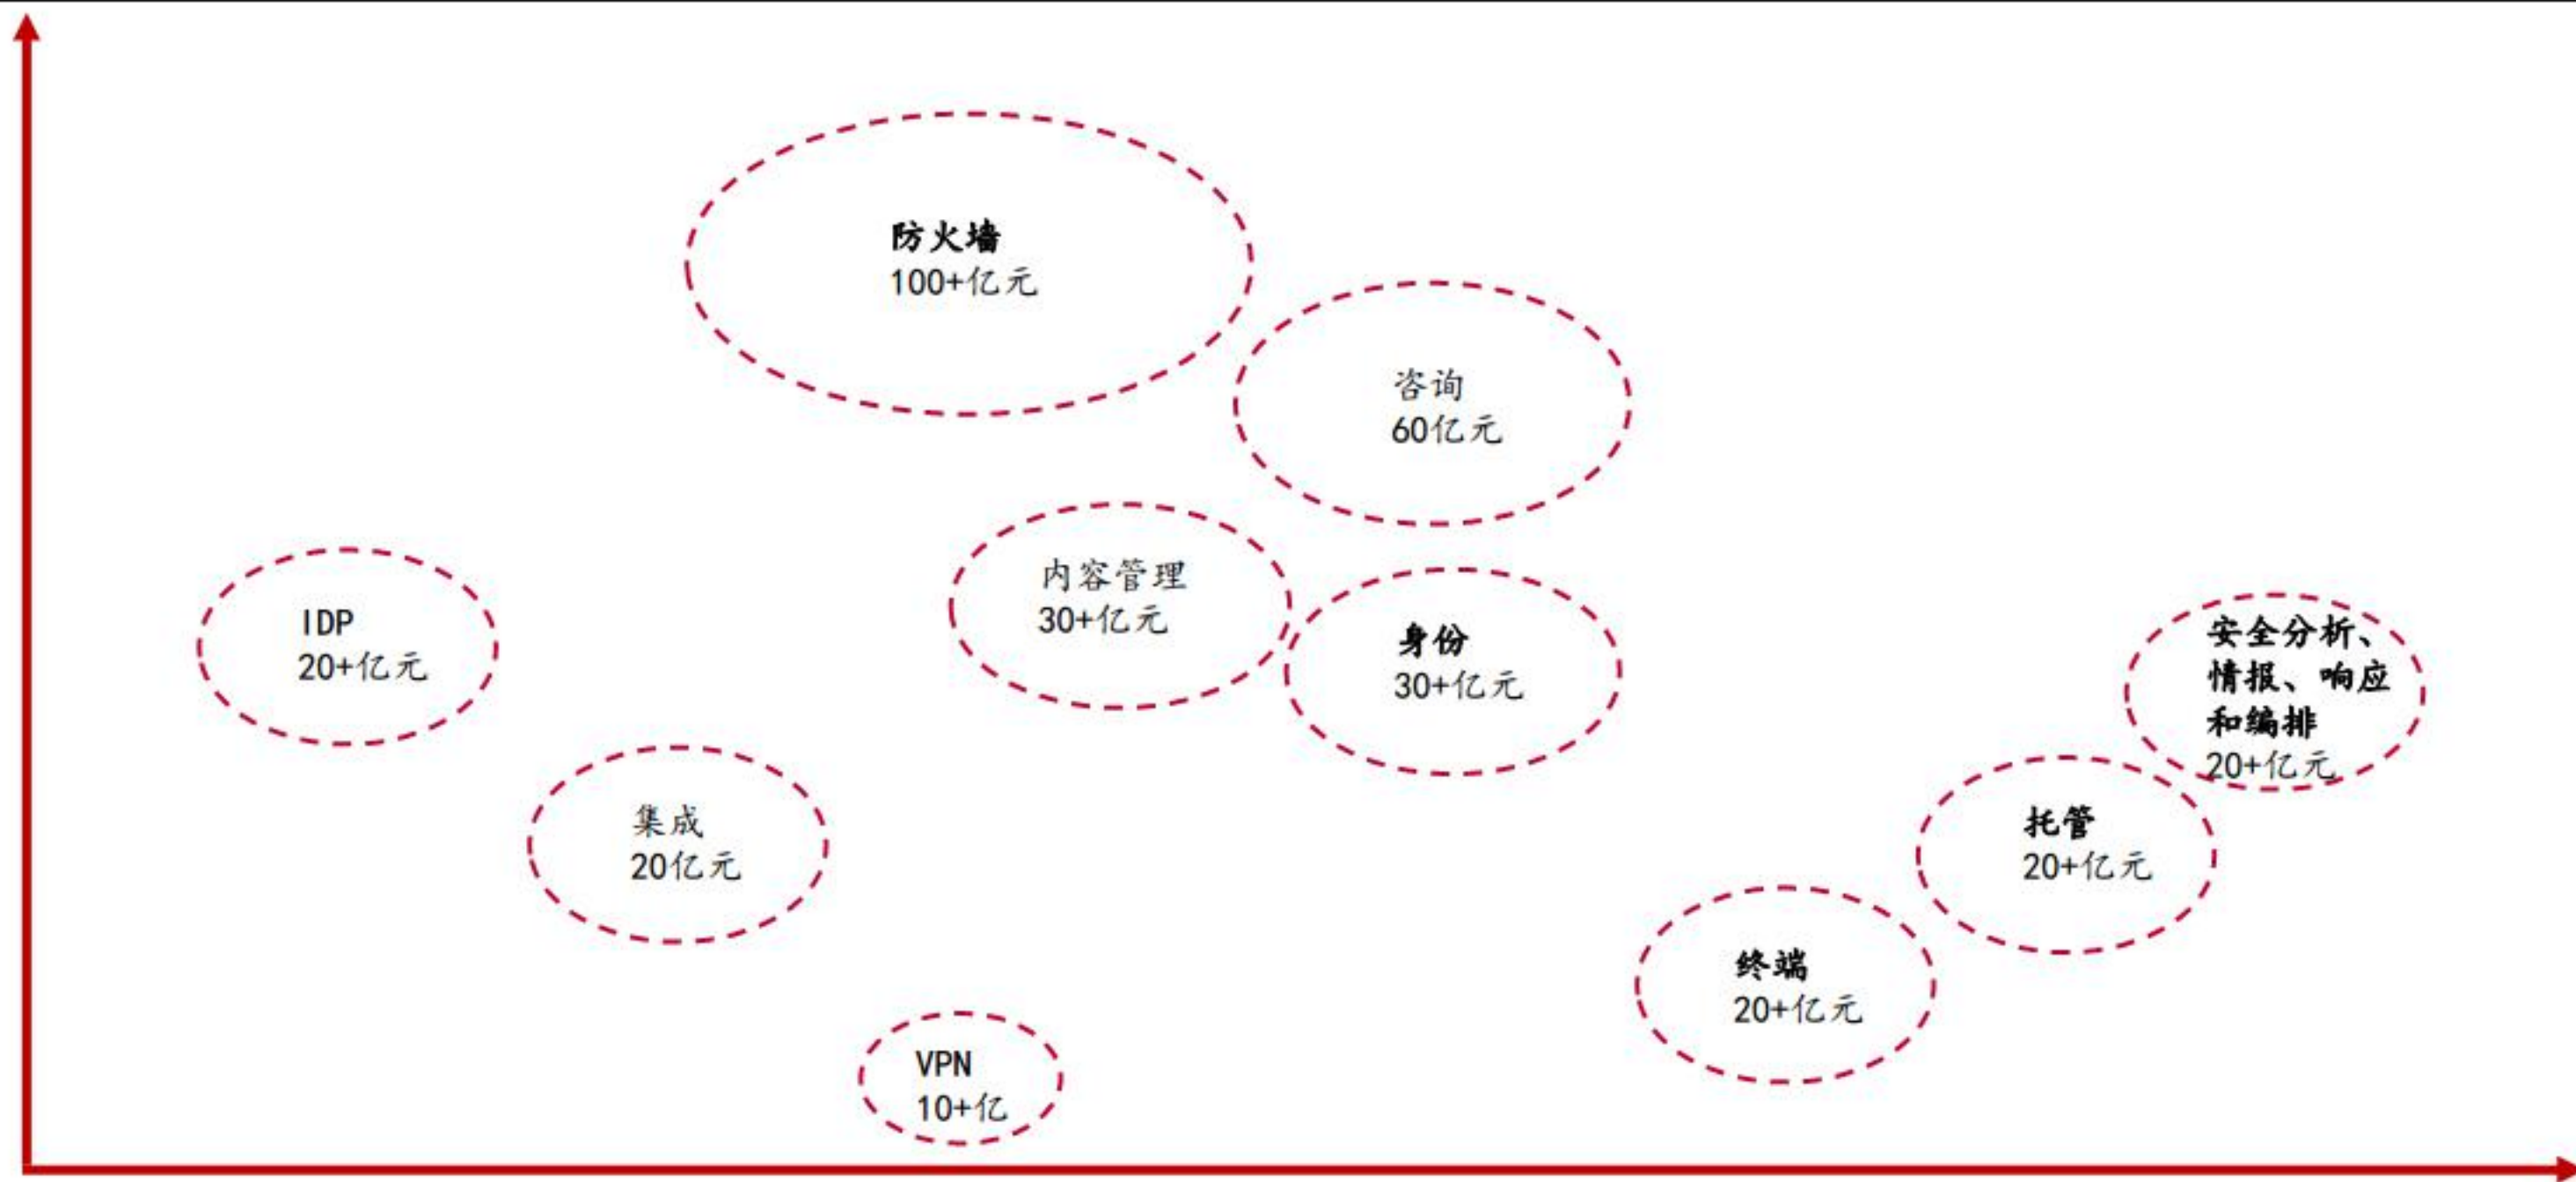 防火墙
100+亿元
咨询
60亿元
内容管理
30+亿元
IDP
20+亿元
身份
30+亿元
安全分析、
情报、响应
和编排
20+亿元
集成
20亿元
托管
20+亿元
终端
20+亿元
VPN
10+亿